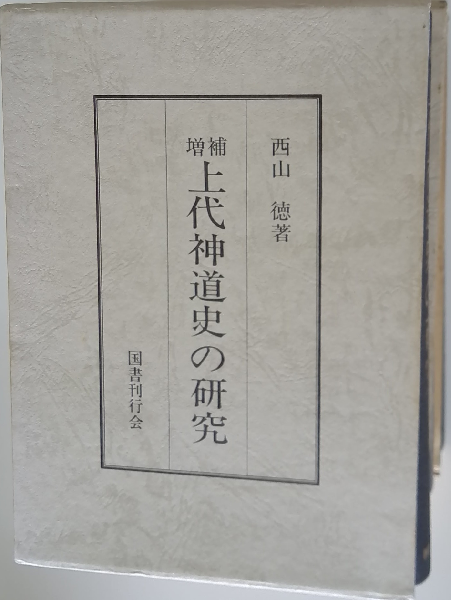 西山 徳著
増補
上代神道史の研究
国書刊行会